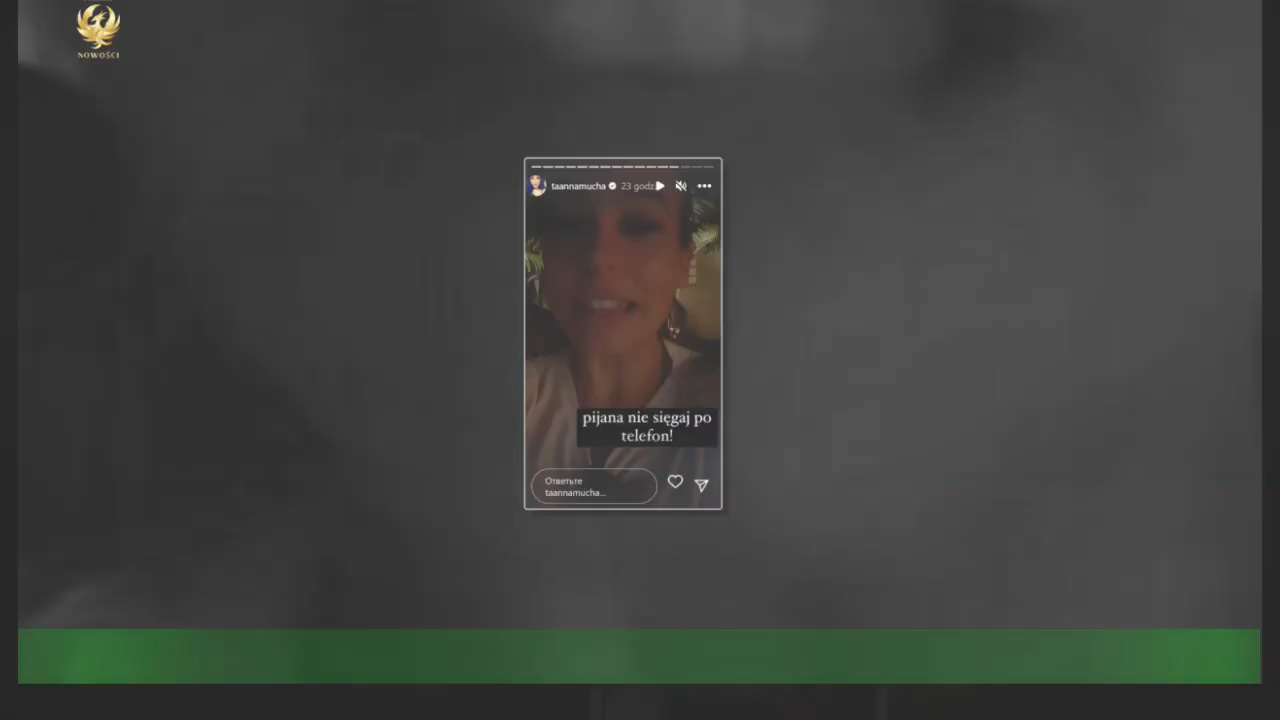 NOWOŚCI
taannamucha 23 godz.
pijana nie sięgaj po
telefon!
Ответьте
taannamucha...